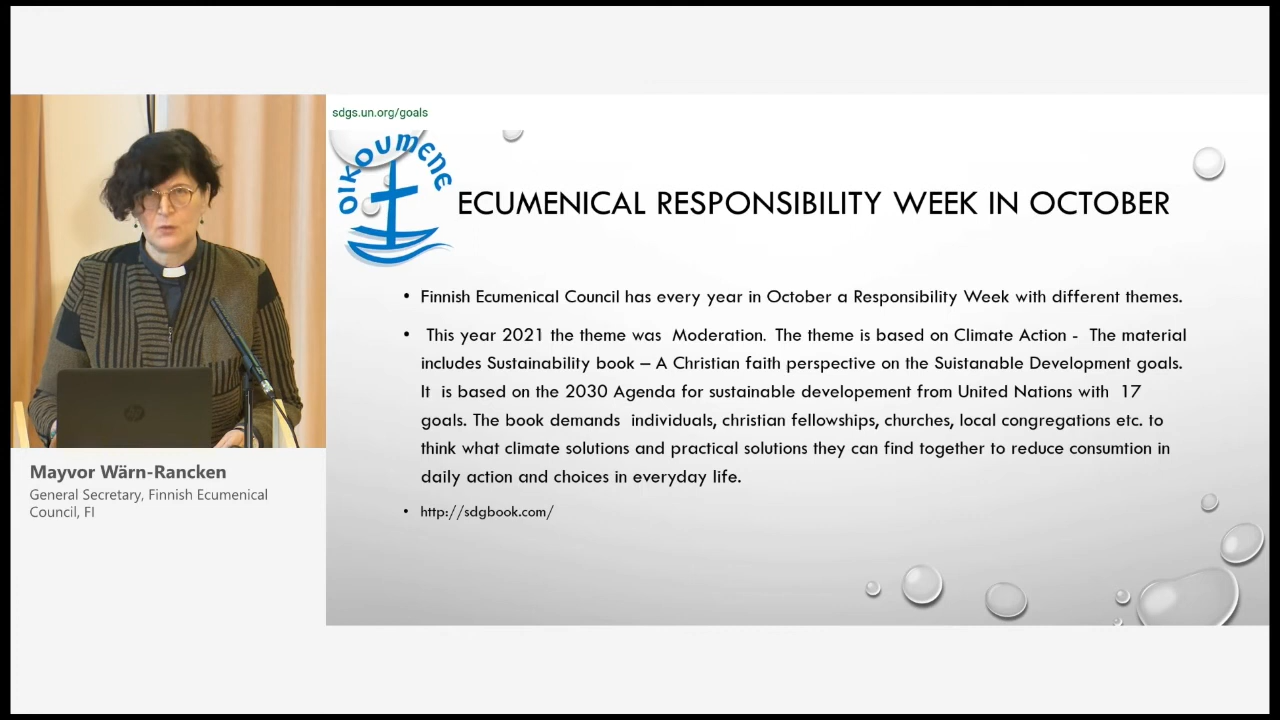 sdgs.un.org/goals
OIKOUMENE
ECUMENICAL RESPONSIBILITY WEEK IN OCTOBER
• Finnish Ecumenical Council has every year in October a Responsibility Week with different themes.
• This year 2021 the theme was Moderation. The theme is based on Climate Action - The material
includes Sustainability book – A Christian faith perspective on the Suistanable Development goals.
It is based on the 2030 Agenda for sustainable developement from United Nations with 17
goals. The book demands individuals, christian fellowships, churches, local congregations etc. to
think what climate solutions and practical solutions they can find together to reduce consumtion in
daily action and choices in everyday life.
• http://sdgbook.com/
hp
Mayvor Wärn-Rancken
General Secretary, Finnish Ecumenical
Council, FI